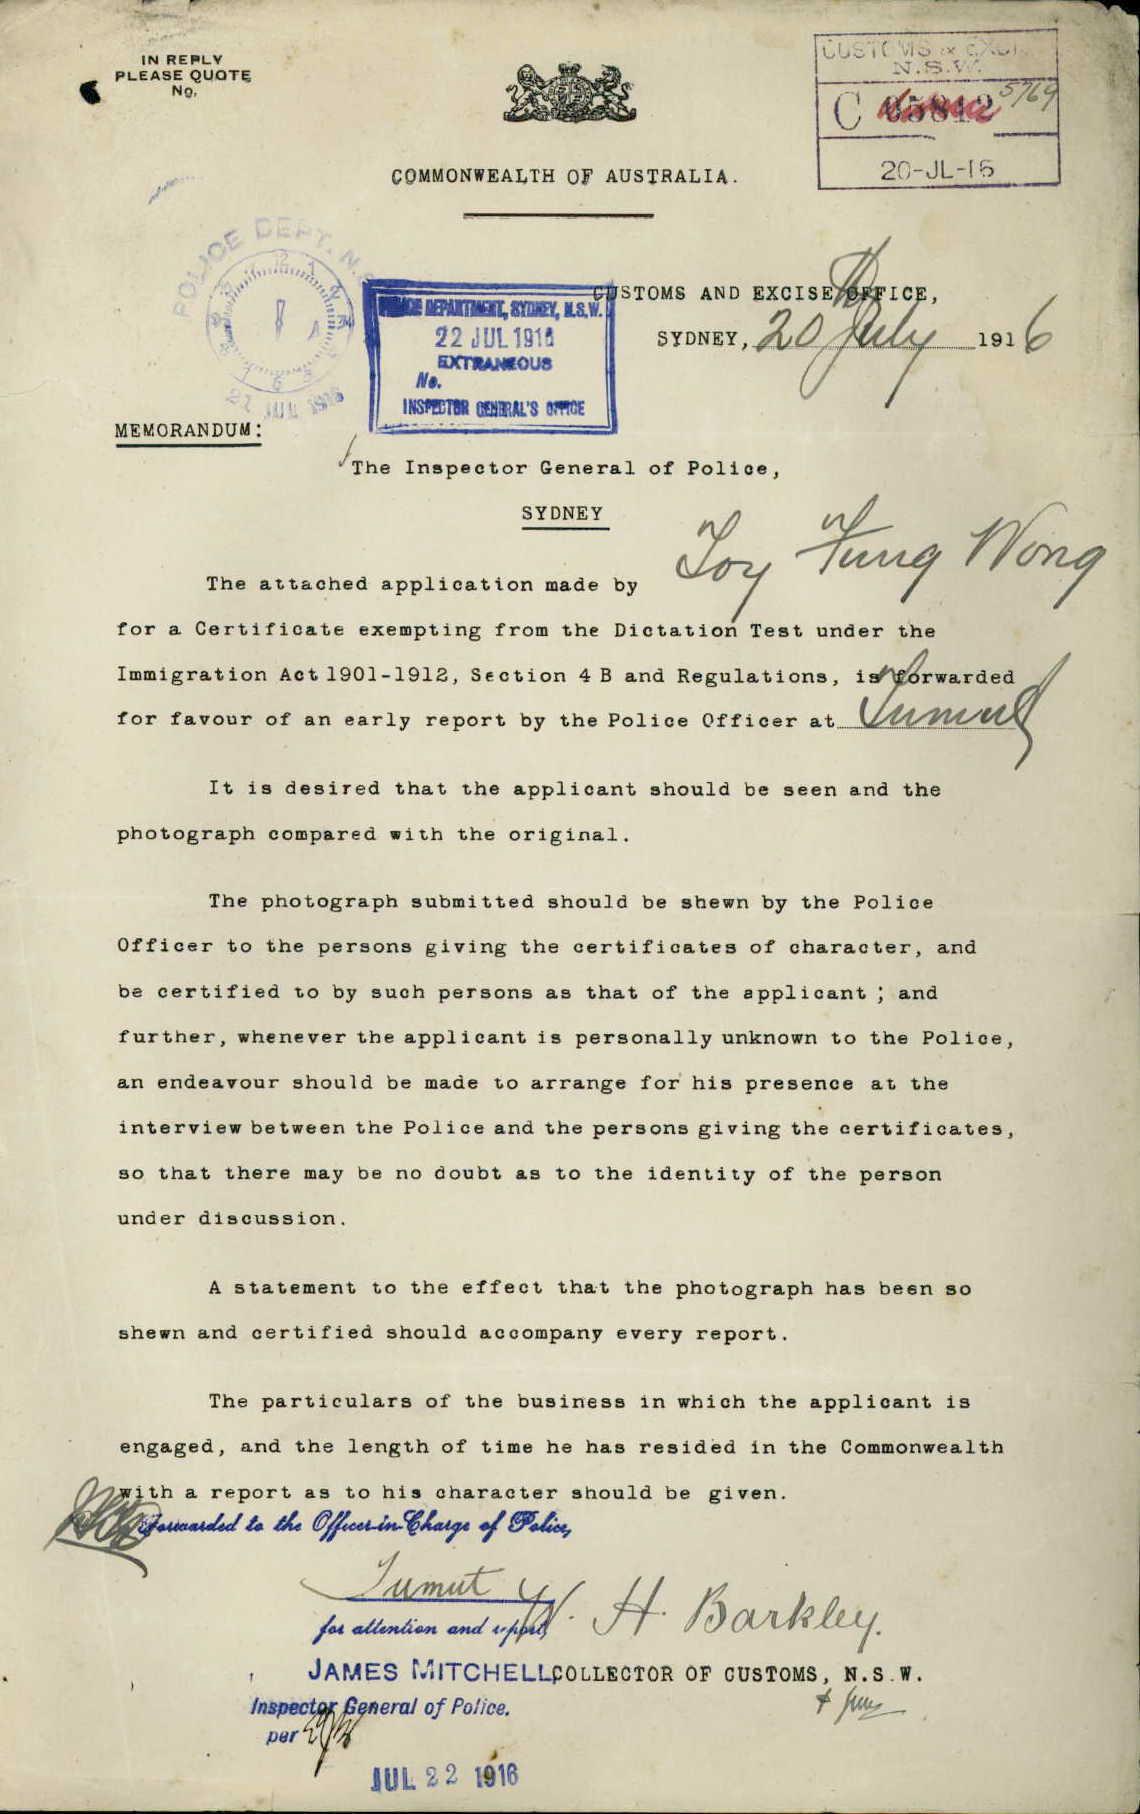 IN REPLY
PLEASE QUOTE
No.
CUSTOMS & EXCI
N.S.W.
C 05812 5769
20-JL-16
COMMONWEALTH OF AUSTRALIA.
POLICE DEPT. N.S.
22 JUL 1916
POLICE DEPARTMENT, SYDNEY, N.S.W.
22 JUL 1916
EXTRANEOUS
No.
INSPECTOR GENERAL'S OFFICE
CUSTOMS AND EXCISE OFFICE,
SYDNEY, 20 July 1916
MEMORANDUM:
The Inspector General of Police,
SYDNEY
The attached application made by Toy Fung Wong
for a Certificate exempting from the Dictation Test under the
Immigration Act 1901-1912, Section 4 B and Regulations, is forwarded
for favour of an early report by the Police Officer at Tumut
It is desired that the applicant should be seen and the
photograph compared with the original.
The photograph submitted should be shewn by the Police
Officer to the persons giving the certificates of character, and
be certified to by such persons as that of the applicant ; and
further, whenever the applicant is personally unknown to the Police,
an endeavour should be made to arrange for his presence at the
interview between the Police and the persons giving the certificates,
so that there may be no doubt as to the identity of the person
under discussion.
A statement to the effect that the photograph has been so
shewn and certified should accompany every report.
The particulars of the business in which the applicant is
engaged, and the length of time he has resided in the Commonwealth
with a report as to his character should be given.
Forwarded to the Officer-in-Charge of Police,
Tumut
for attention and report,
W. H. Barkley.
JAMES MITCHELL,
COLLECTOR OF CUSTOMS, N.S.W.
Inspector General of Police.
per
JUL 22 1916